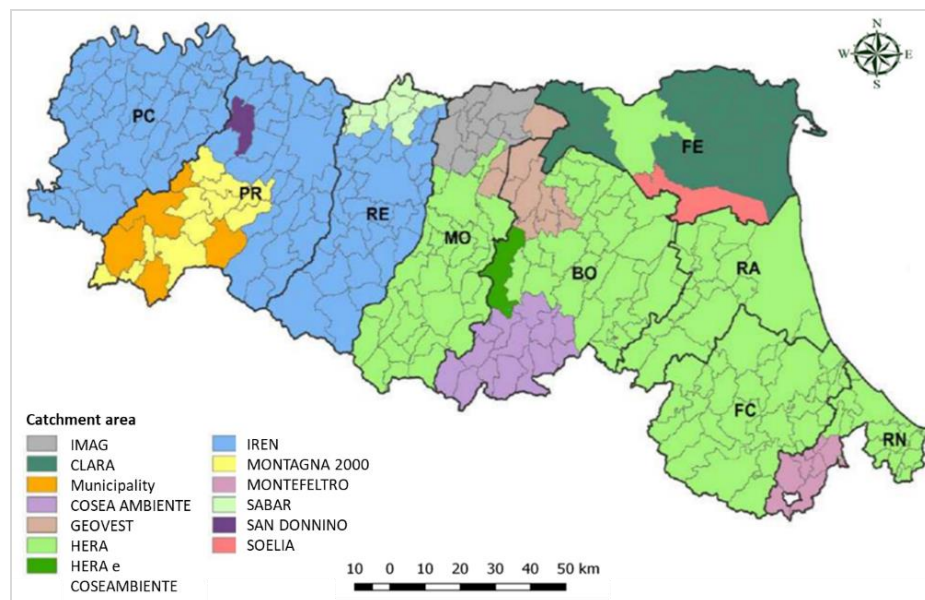 N
W E
S
PC
FE
PR
RE
MO
BO
RA
FC
RN
Catchment area
IMAG
CLARA
Municipality
COSEA AMBIENTE
GEOVEST
HERA
HERA e
COSEAMBIENTE
IREN
MONTAGNA 2000
MONTEFELTRO
SABAR
SAN DONNINO
SOELIA
10 0 10 20 30 40 50 km